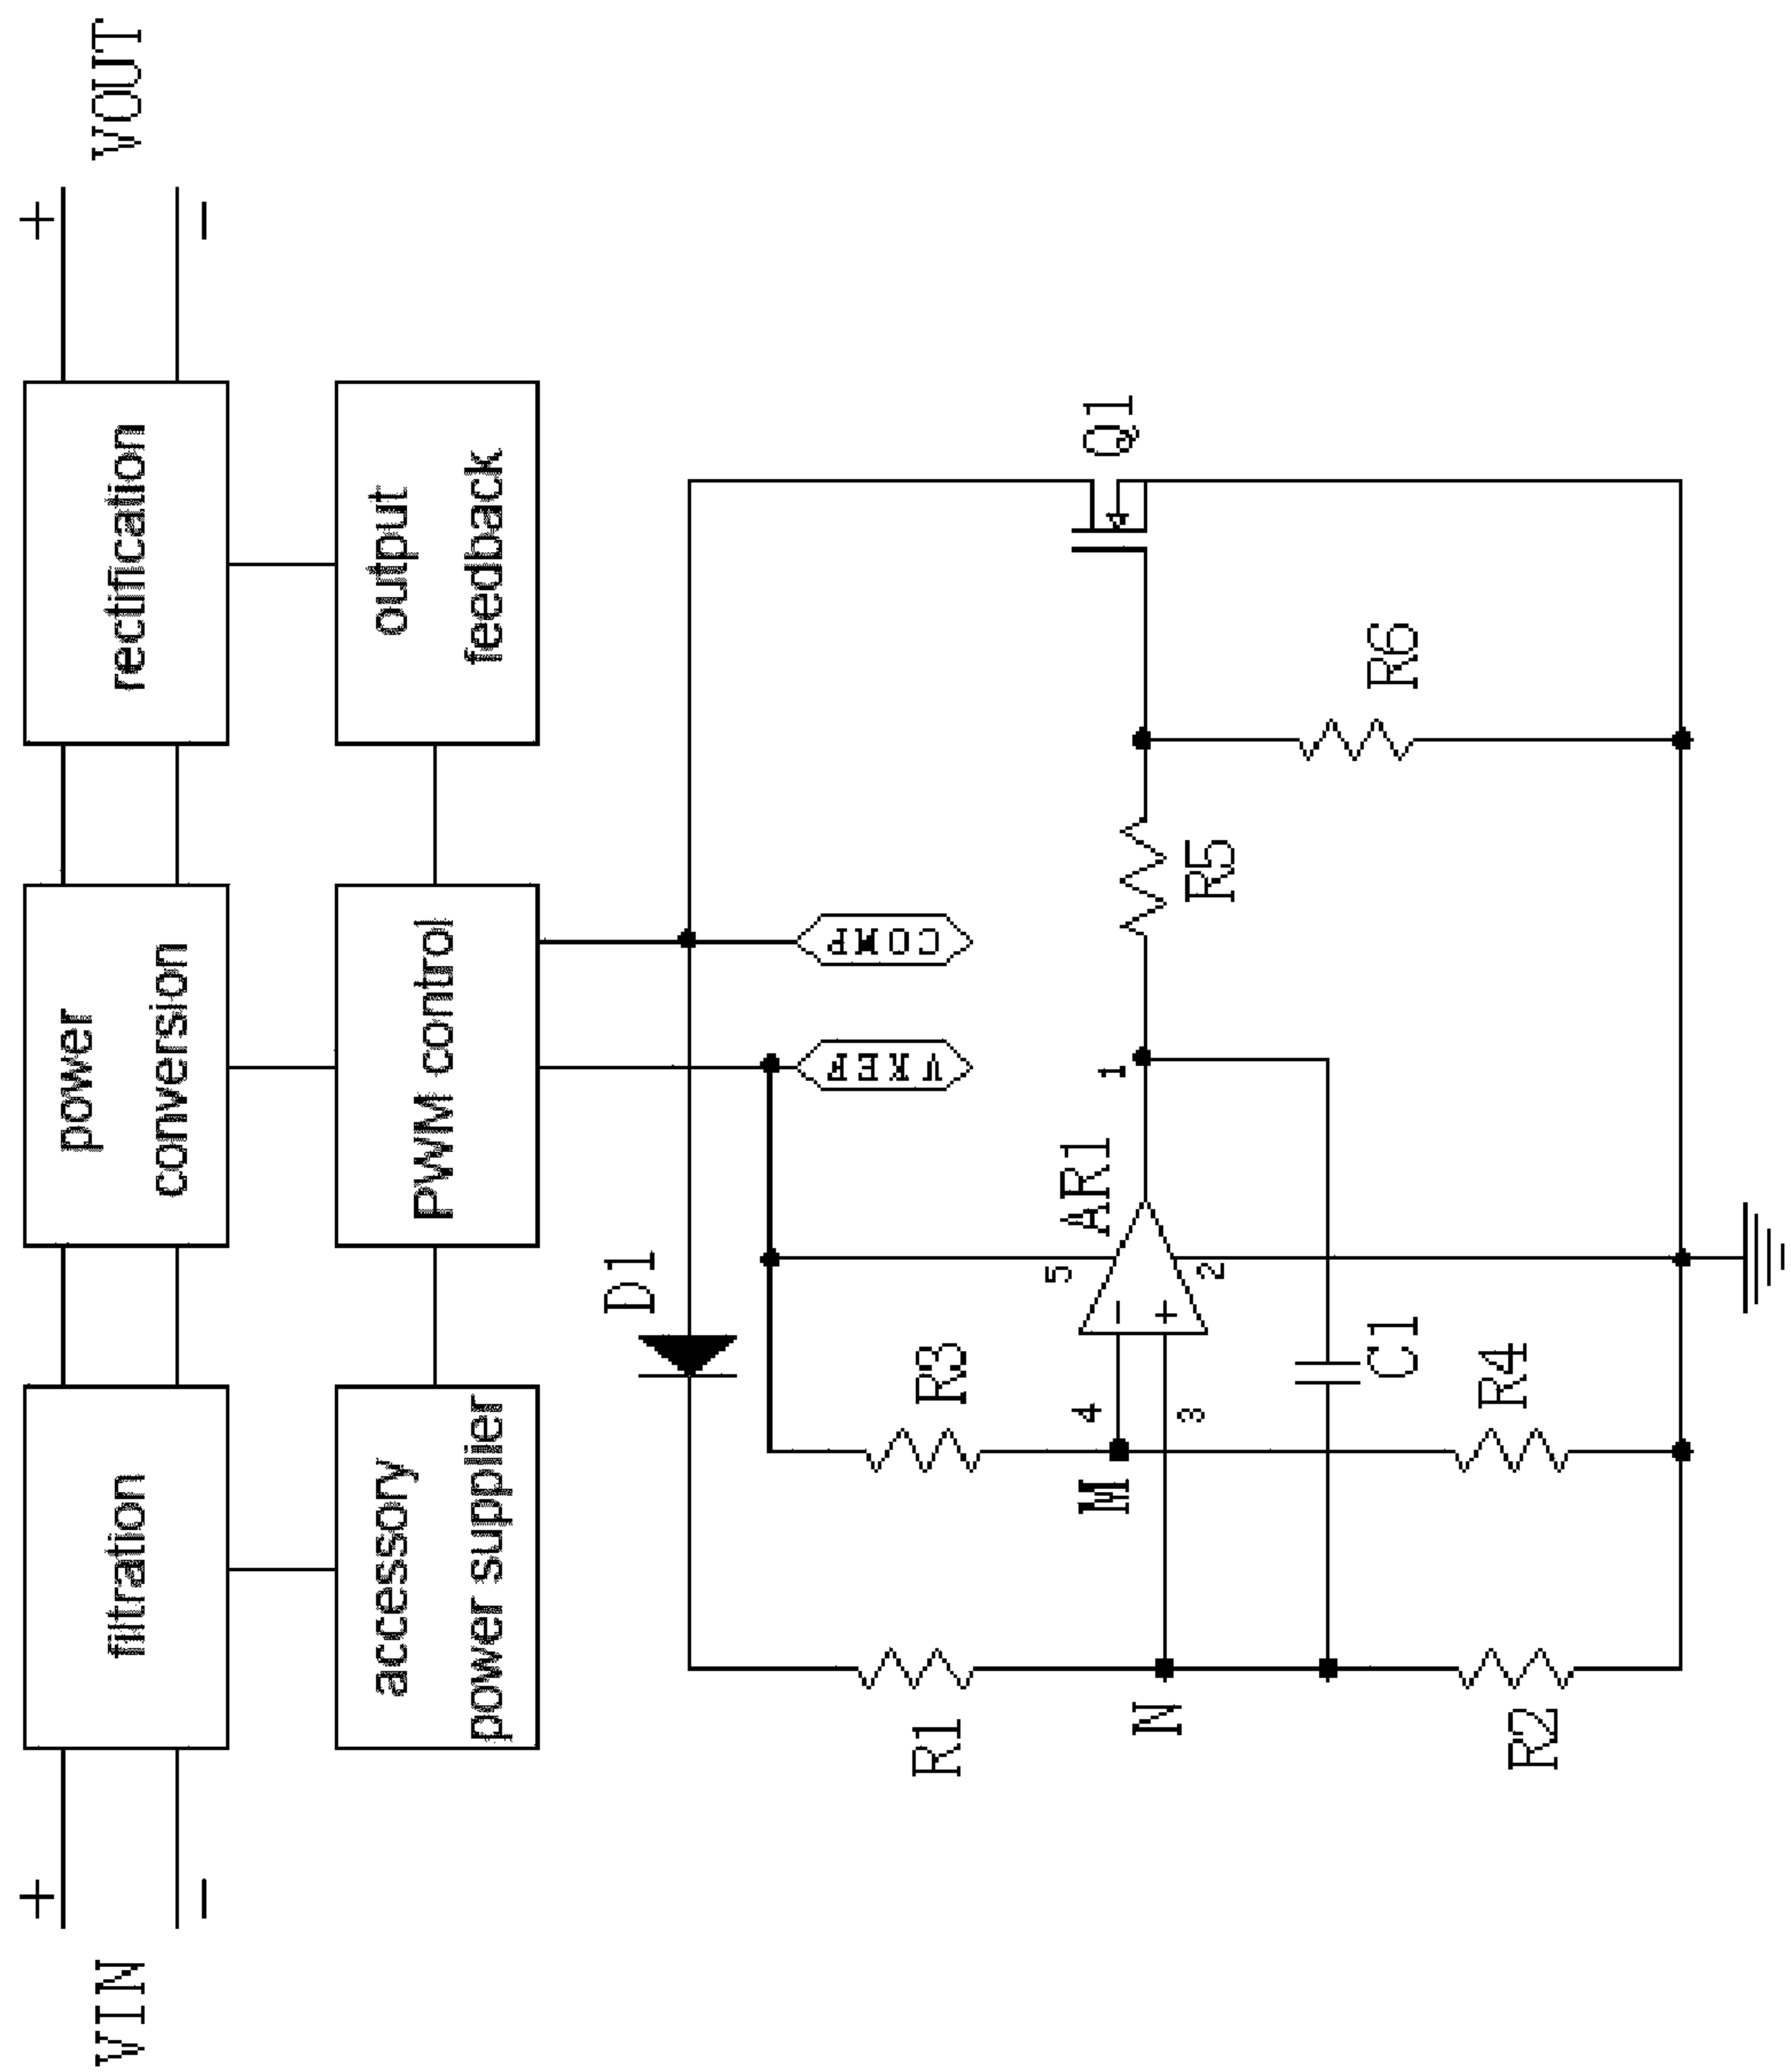 VIN
+
−
filtration
power
conversion
rectification
+
−
VOUT
accessory
power supplier
PWM control
output
feedback
D1
VREF
COMP
R1
R3
M
N
4
3
−
+
5
2
AR1
1
R5
Q1
C1
R6
R2
R4